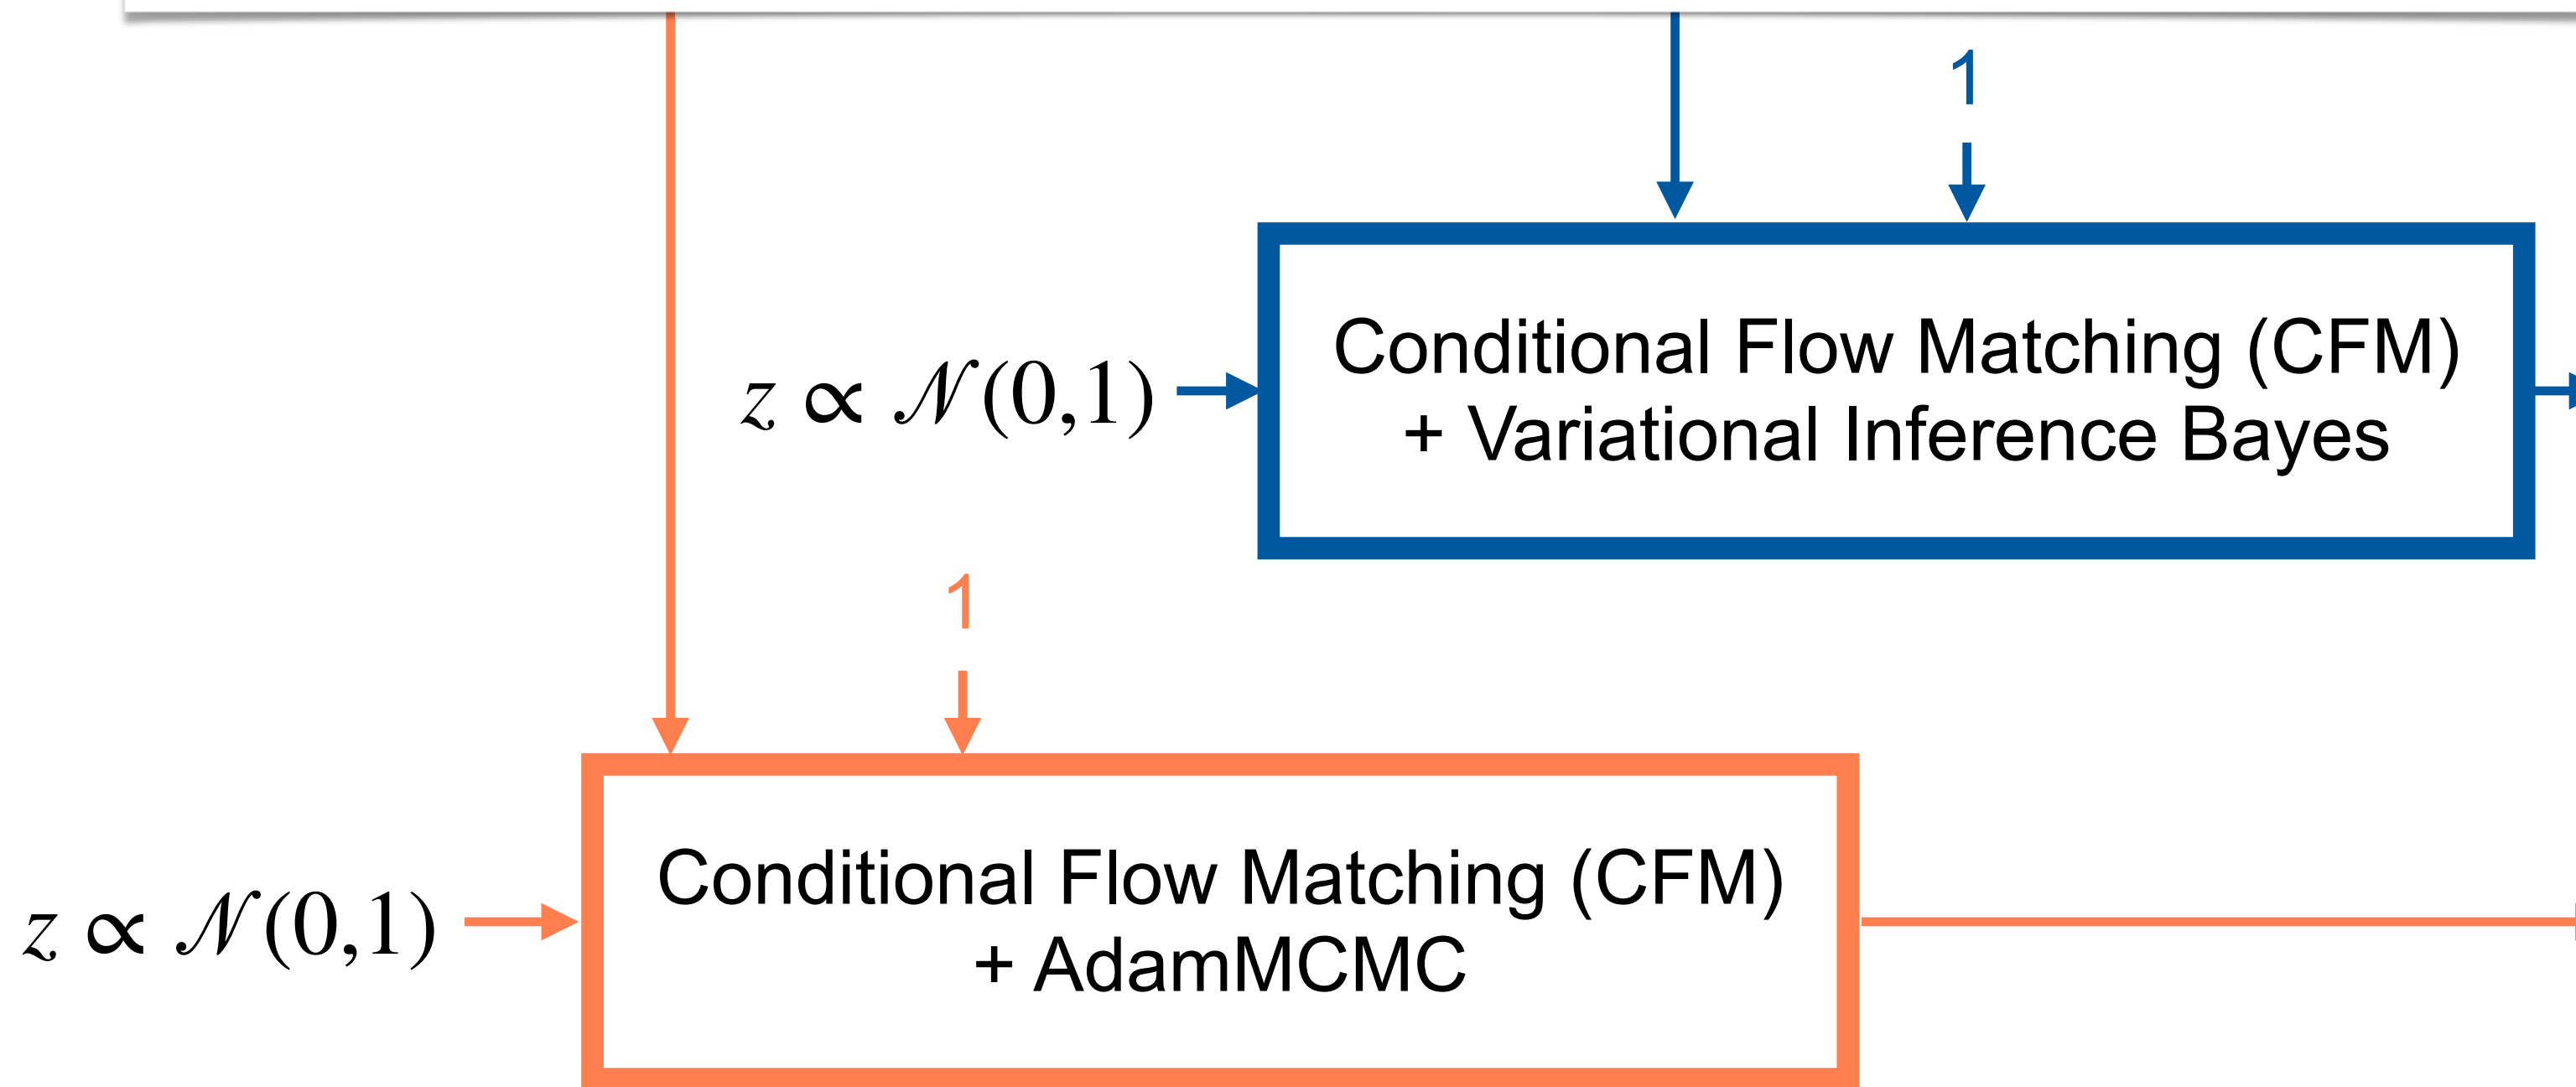 1
Conditional Flow Matching (CFM)
z ∝ 𝒩(0,1)
+ Variational Inference Bayes
1
Conditional Flow Matching (CFM)
z ∝ 𝒩(0,1)
+ AdamMCMC